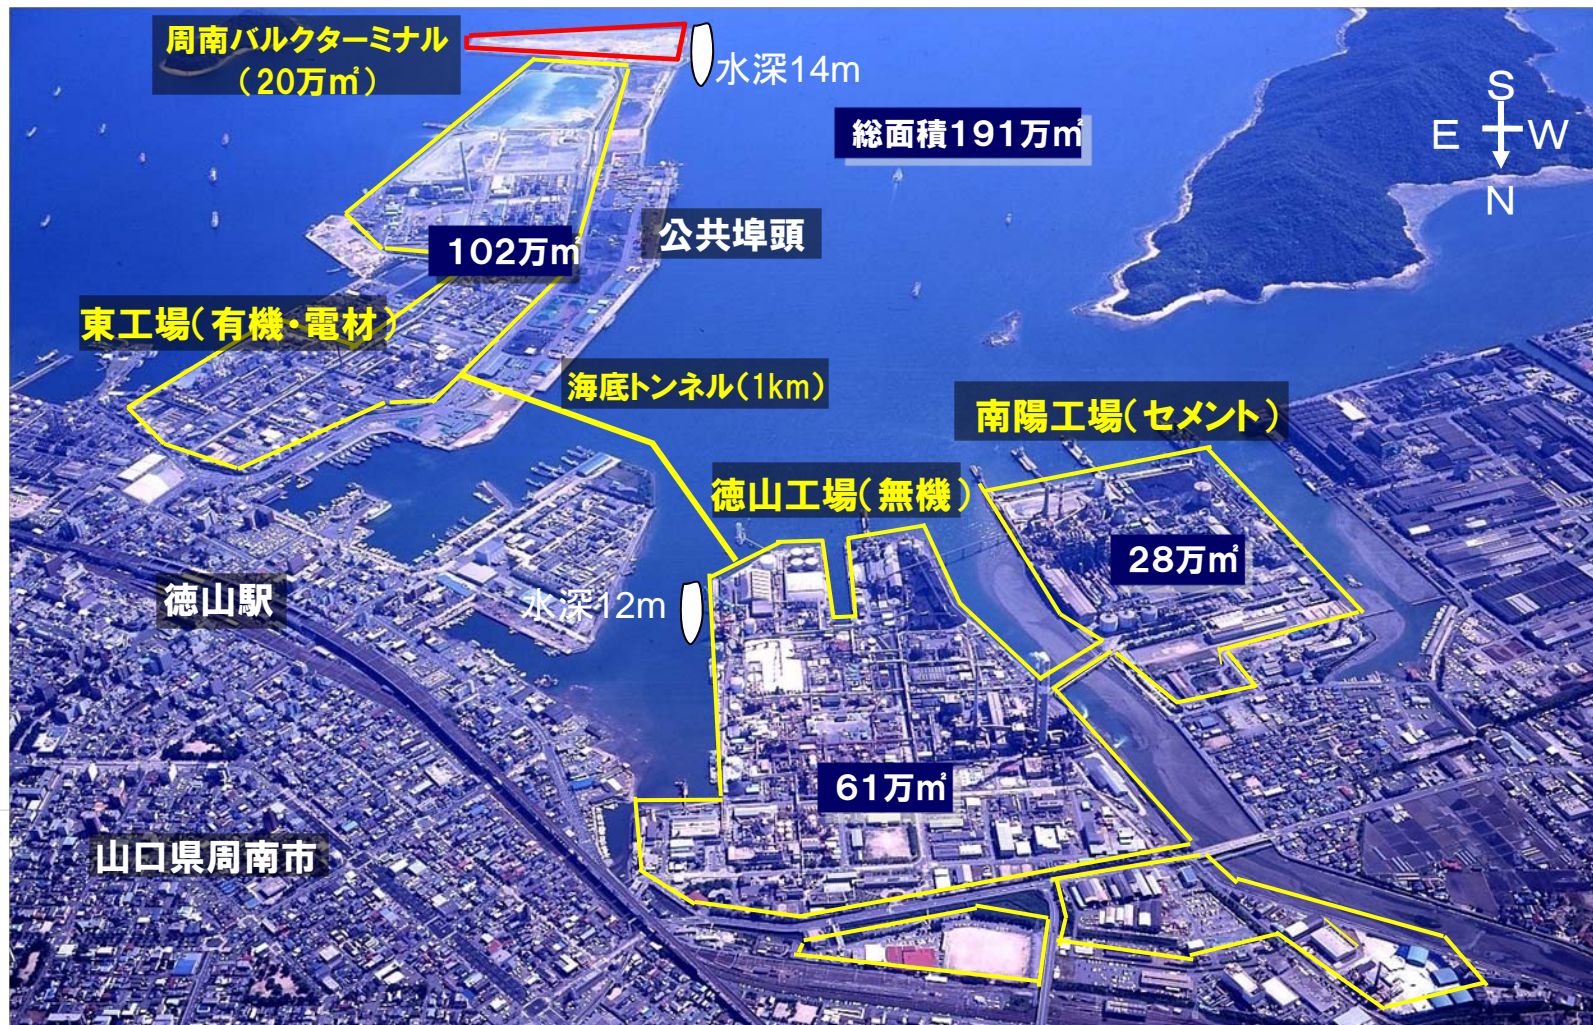 周南バルクターミナル
（20万㎡）
水深14m
総面積191万㎡
S
E W
N
公共埠頭
102万㎡
東工場（有機・電材）
海底トンネル（1km）
南陽工場（セメント）
徳山工場（無機）
28万㎡
徳山駅
水深12m
61万㎡
山口県周南市